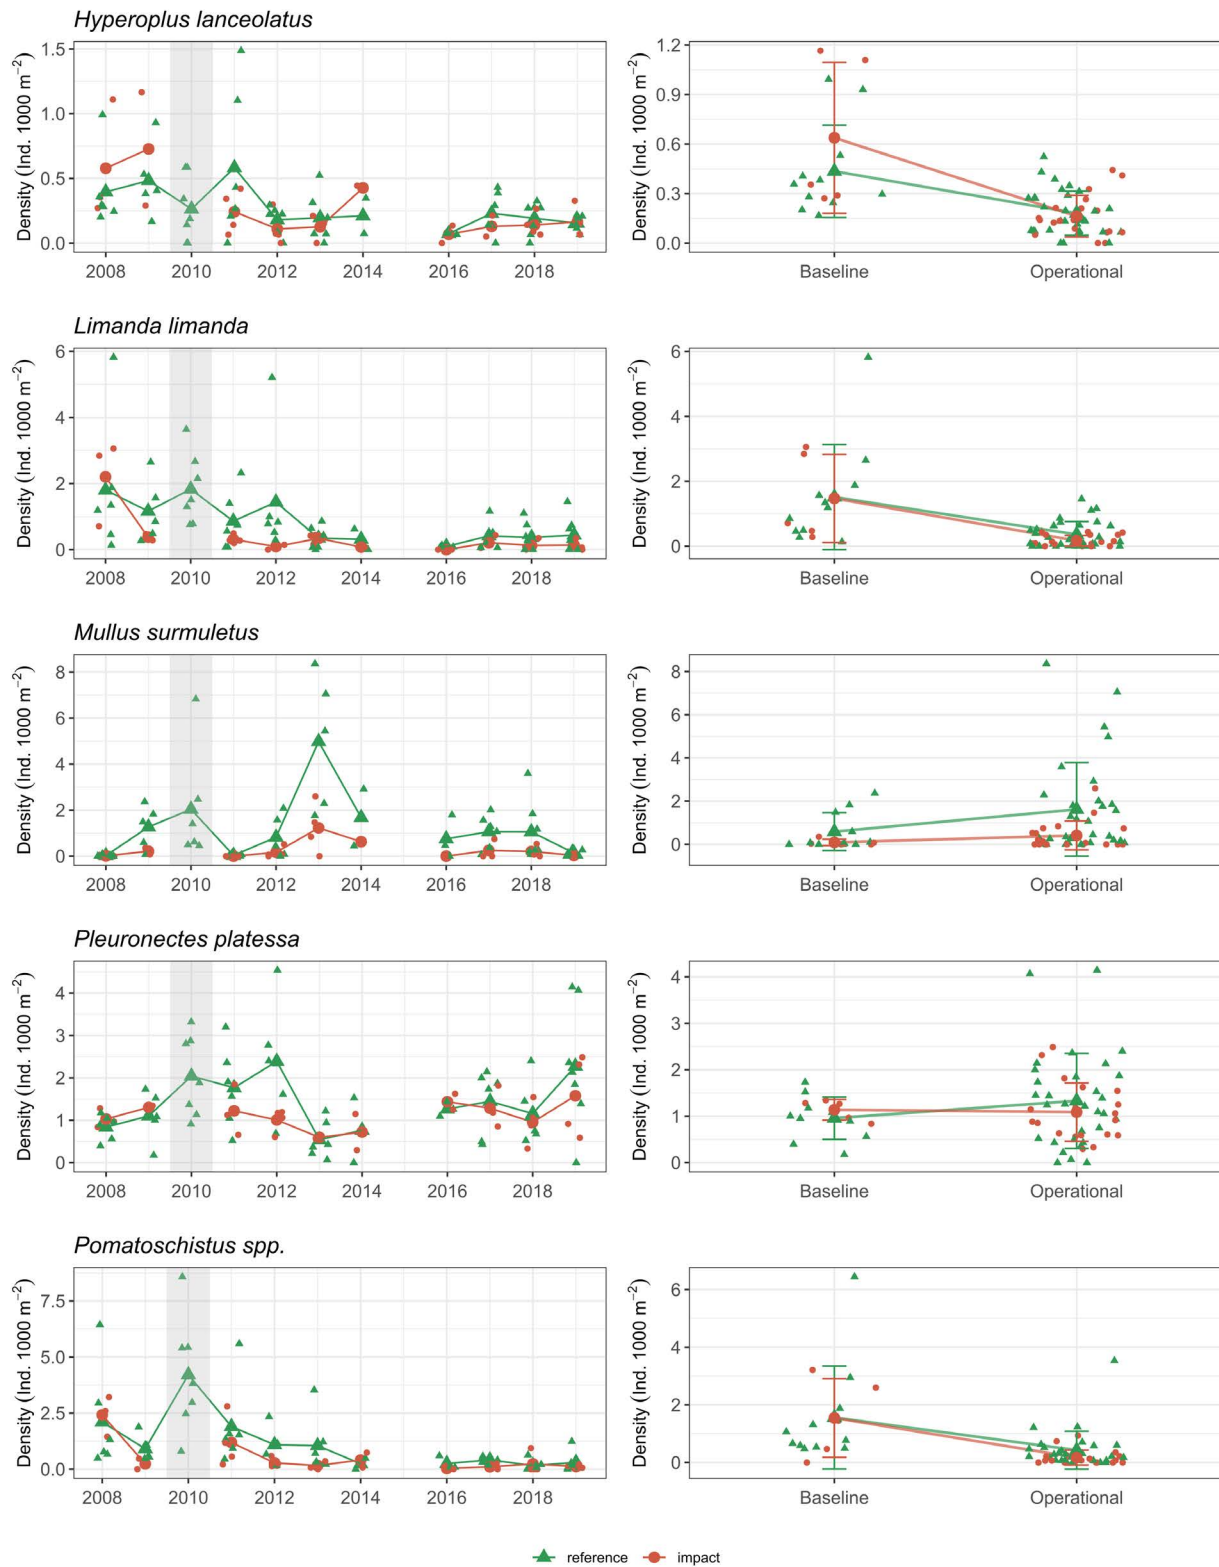 Hyperoplus lanceolatus
Density (Ind. 1000 m−2)
1.5
1.0
0.5
0.0
2008 2010 2012 2014 2016 2018
Density (Ind. 1000 m−2)
1.2
0.9
0.6
0.3
0.0
Baseline Operational
Limanda limanda
Density (Ind. 1000 m−2)
6
4
2
0
2008 2010 2012 2014 2016 2018
Density (Ind. 1000 m−2)
6
4
2
0
Baseline Operational
Mullus surmuletus
Density (Ind. 1000 m−2)
8
6
4
2
0
2008 2010 2012 2014 2016 2018
Density (Ind. 1000 m−2)
8
6
4
2
0
Baseline Operational
Pleuronectes platessa
Density (Ind. 1000 m−2)
4
3
2
1
0
2008 2010 2012 2014 2016 2018
Density (Ind. 1000 m−2)
4
3
2
1
0
Baseline Operational
Pomatoschistus spp.
Density (Ind. 1000 m−2)
7.5
5.0
2.5
0.0
2008 2010 2012 2014 2016 2018
Density (Ind. 1000 m−2)
6
4
2
0
Baseline Operational
reference impact